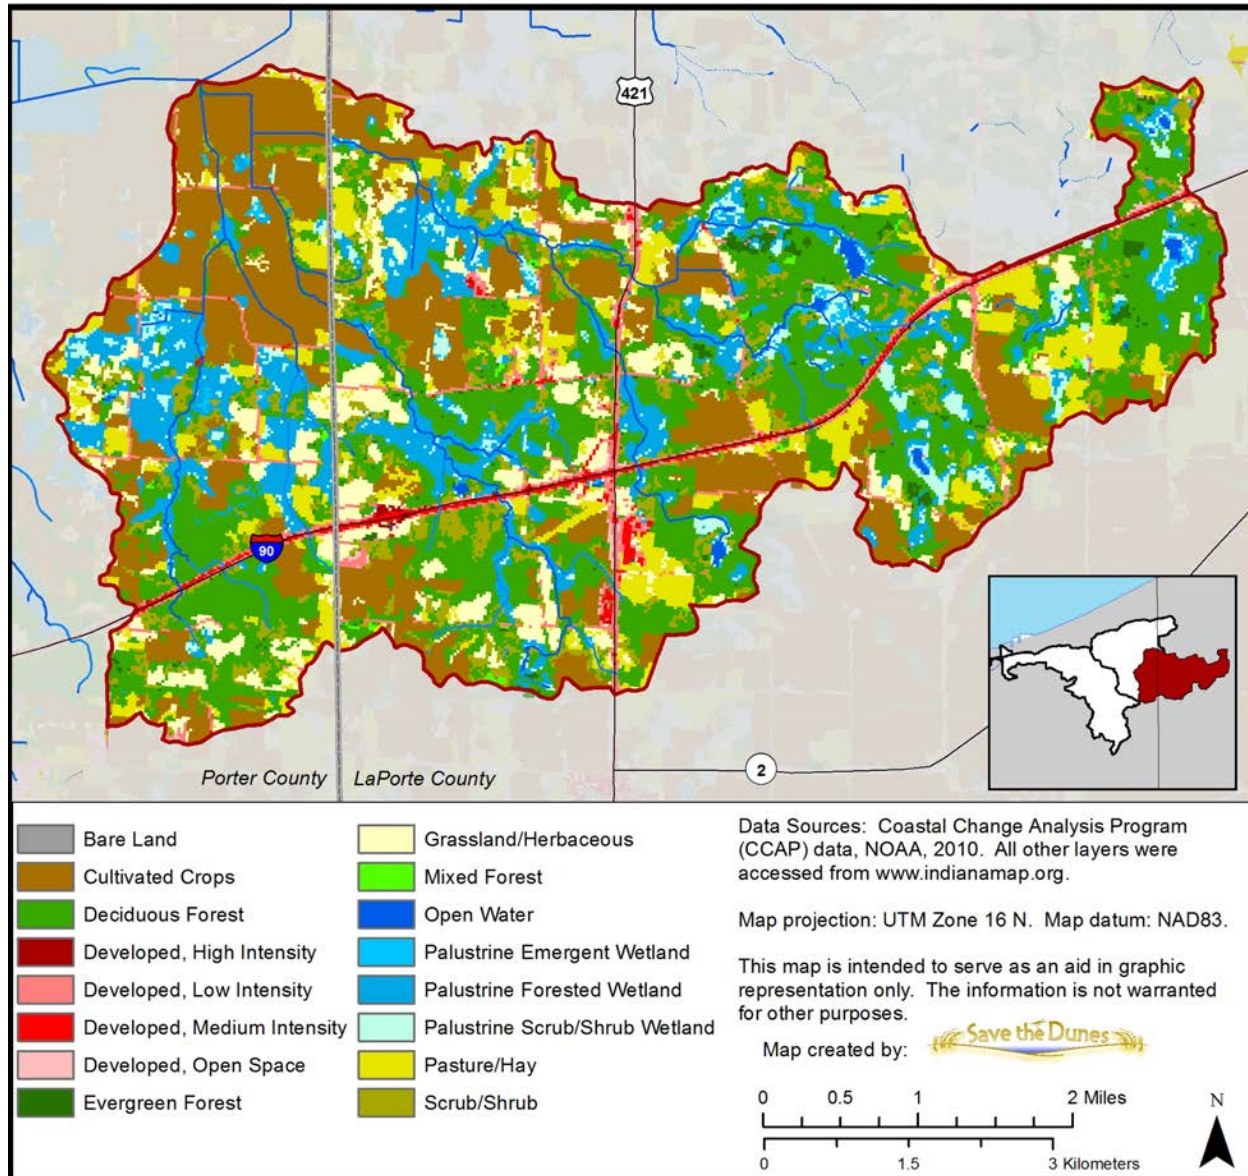 421
90
Porter County
LaPorte County
2
Bare Land
Cultivated Crops
Deciduous Forest
Developed, High Intensity
Developed, Low Intensity
Developed, Medium Intensity
Developed, Open Space
Evergreen Forest
Grassland/Herbaceous
Mixed Forest
Open Water
Palustrine Emergent Wetland
Palustrine Forested Wetland
Palustrine Scrub/Shrub Wetland
Pasture/Hay
Scrub/Shrub
Data Sources: Coastal Change Analysis Program
(CCAP) data, NOAA, 2010. All other layers were
accessed from www.indianamap.org.
Map projection: UTM Zone 16 N. Map datum: NAD83.
This map is intended to serve as an aid in graphic
representation only. The information is not warranted
for other purposes.
Map created by:
Save the Dunes
0 0.5 1 2 Miles
0 1.5 3 Kilometers
N